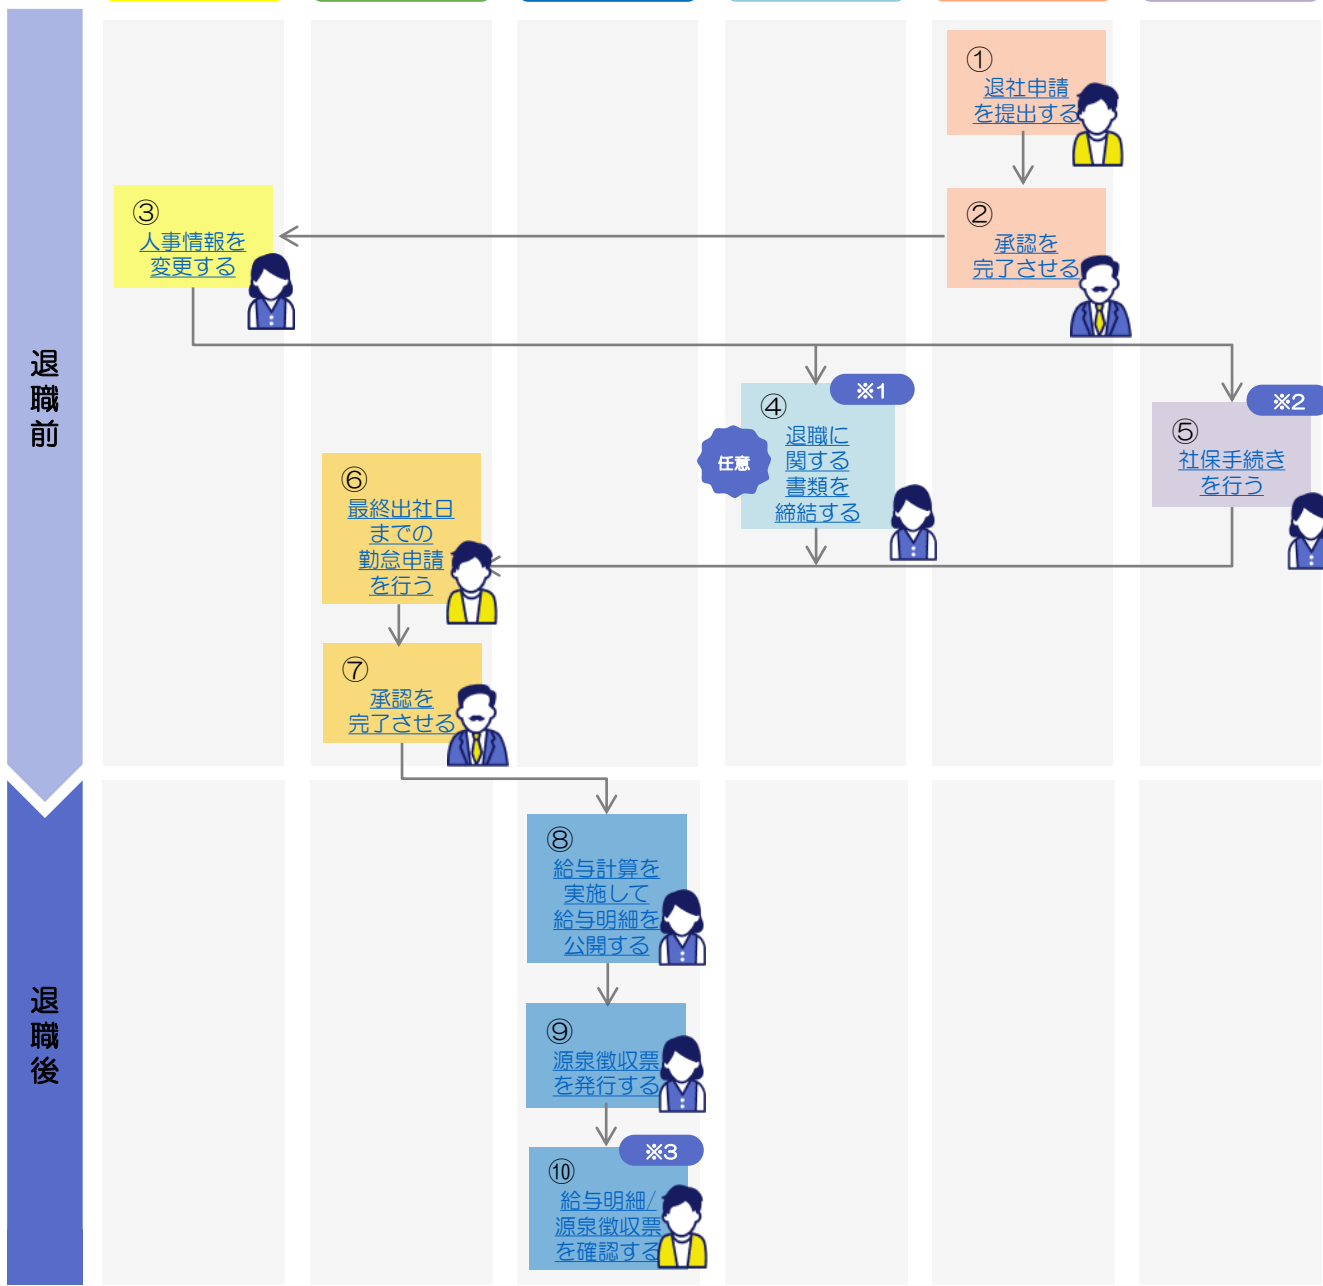 退職前
①
退社申請
を提出する
②
承認を
完了させる
③
人事情報を
変更する
※1
④
退職に
関する
書類を
締結する
任意
※2
⑤
社保手続き
を行う
⑥
最終出社日
までの
勤怠申請
を行う
⑦
承認を
完了させる
退職後
⑧
給与計算を
実施して
給与明細を
公開する
⑨
源泉徴収票
を発行する
※3
⑩
給与明細/
源泉徴収票
を確認する